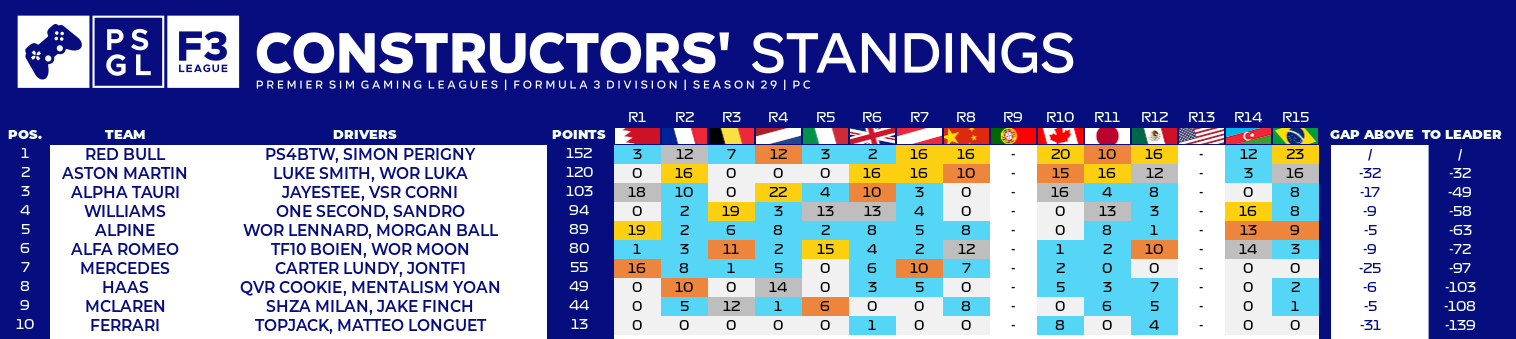 PS
GL
F3
LEAGUE
CONSTRUCTORS' STANDINGS
PREMIER SIM GAMING LEAGUES | FORMULA 3 DIVISION | SEASON 29 | PC
R1 R2 R3 R4 R5 R6 R7 R8 R9 R10 R11 R12 R13 R14 R15
POS. TEAM DRIVERS POINTS GAP ABOVE TO LEADER
1 RED BULL PS4BTW, SIMON PERIGNY 152 3 12 7 12 3 2 16 16 - 20 10 16 - 12 23 / /
2 ASTON MARTIN LUKE SMITH, WOR LUKA 120 0 16 0 0 0 16 16 10 - 15 16 12 - 3 16 -32 -32
3 ALPHA TAURI JAYESTEE, VSR CORNI 103 18 10 0 22 4 10 3 0 - 16 4 8 - 0 8 -17 -49
4 WILLIAMS ONE SECOND, SANDRO 94 0 2 19 3 13 13 4 0 - 0 13 3 - 16 8 -9 -58
5 ALPINE WOR LENNARD, MORGAN BALL 89 19 2 6 8 2 8 5 8 - 0 8 1 - 13 9 -5 -63
6 ALFA ROMEO TF10 BOIEN, WOR MOON 80 1 3 11 2 15 4 2 12 - 1 2 10 - 14 3 -9 -72
7 MERCEDES CARTER LUNDY, JONTF1 55 16 8 1 5 0 6 10 7 - 2 0 0 - 0 0 -25 -97
8 HAAS QVR COOKIE, MENTALISM YOAN 49 0 10 0 14 0 3 5 0 - 5 3 7 - 0 2 -6 -103
9 MCLAREN SHZA MILAN, JAKE FINCH 44 0 5 12 1 6 0 0 8 - 0 6 5 - 0 1 -5 -108
10 FERRARI TOPJACK, MATTEO LONGUET 13 0 0 0 0 0 1 0 0 - 8 0 4 - 0 0 -31 -139